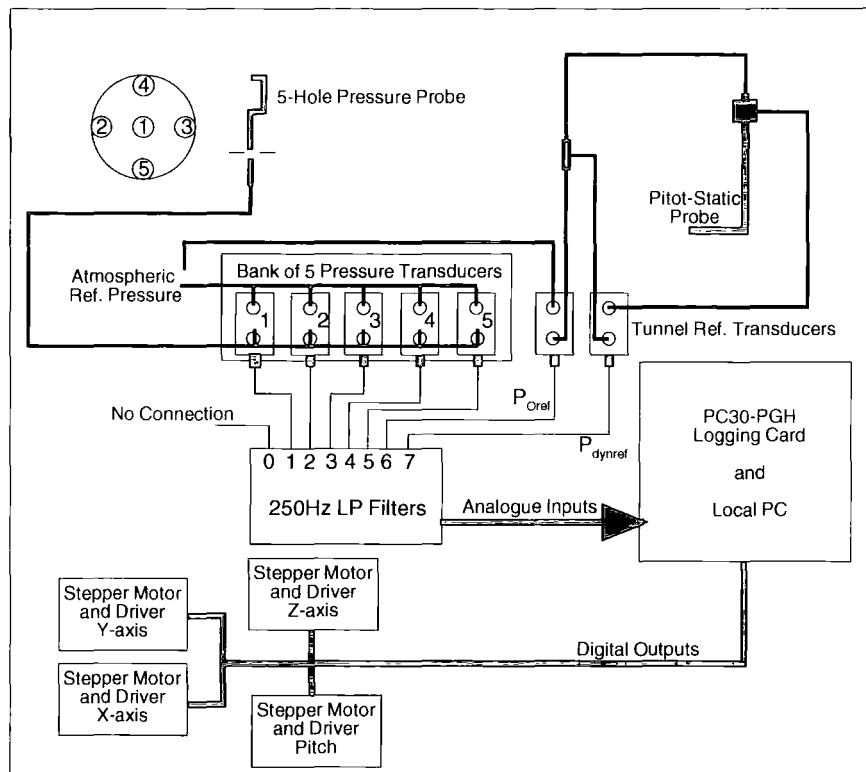 4
2 1 3
5
5-Hole Pressure Probe
Pitot-Static
Probe
Atmospheric
Ref. Pressure
Bank of 5 Pressure Transducers
1 2 3 4 5
Tunnel Ref. Transducers
No Connection
P0ref
Pdynref
0 1 2 3 4 5 6 7
250Hz LP Filters
Analogue Inputs
PC30-PGH
Logging Card
and
Local PC
Stepper Motor
and Driver
Y-axis
Stepper Motor
and Driver
Z-axis
Digital Outputs
Stepper Motor
and Driver
X-axis
Stepper Motor
and Driver
Pitch